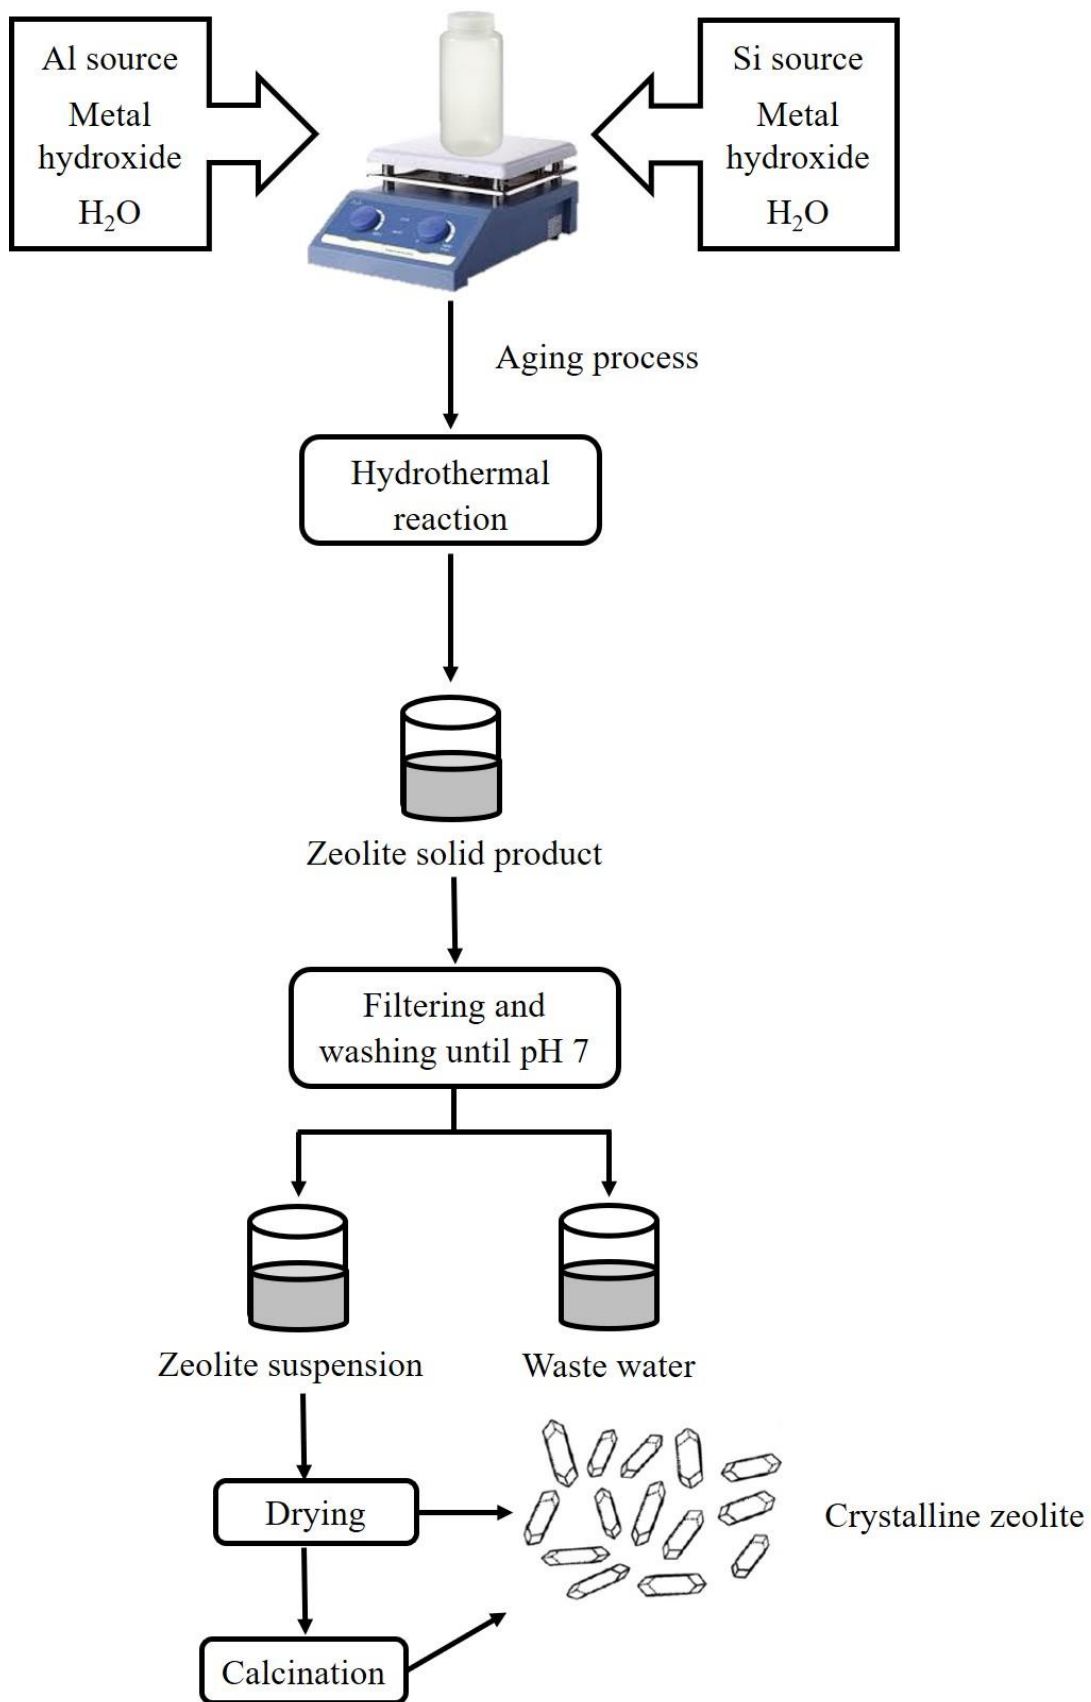 Al source
Metal
hydroxide
H₂O
Si source
Metal
hydroxide
H₂O
Aging process
Hydrothermal
reaction
Zeolite solid product
Filtering and
washing until pH 7
Zeolite suspension
Waste water
Drying
Crystalline zeolite
Calcination